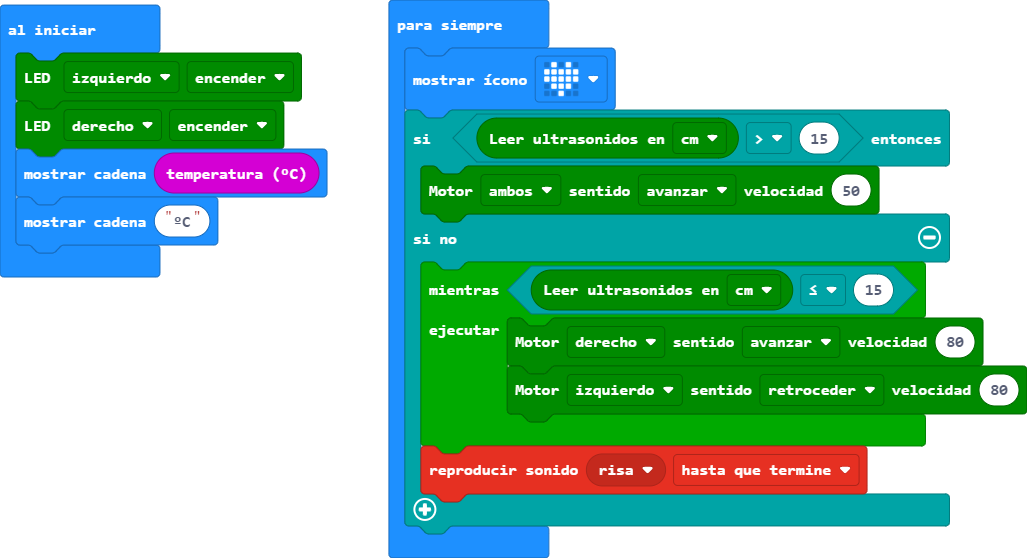 al iniciar
LED izquierdo encender
LED derecho encender
mostrar cadena temperatura (ºC)
mostrar cadena "ºC"
para siempre
mostrar ícono
si Leer ultrasonidos en cm > 15 entonces
Motor ambos sentido avanzar velocidad 50
si no
mientras Leer ultrasonidos en cm ≤ 15
ejecutar
Motor derecho sentido avanzar velocidad 80
Motor izquierdo sentido retroceder velocidad 80
reproducir sonido risa hasta que termine